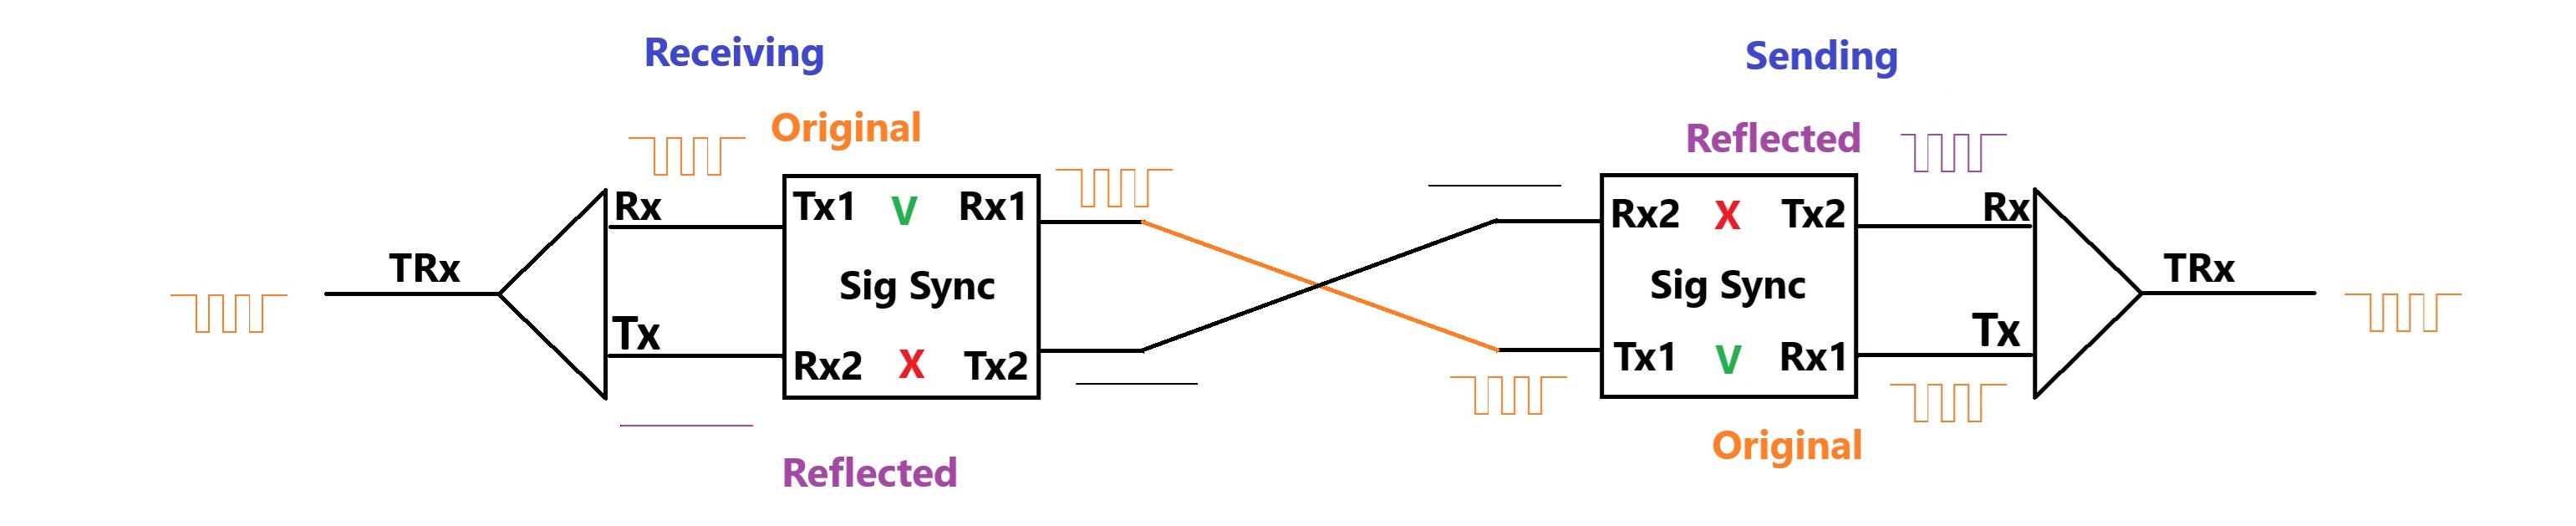 Receiving
Sending
Original
Reflected
Rx
Tx1 V Rx1
Rx2 X Tx2
Rx
TRx
Sig Sync
Sig Sync
TRx
Tx
Rx2 X Tx2
Tx1 V Rx1
Tx
Reflected
Original